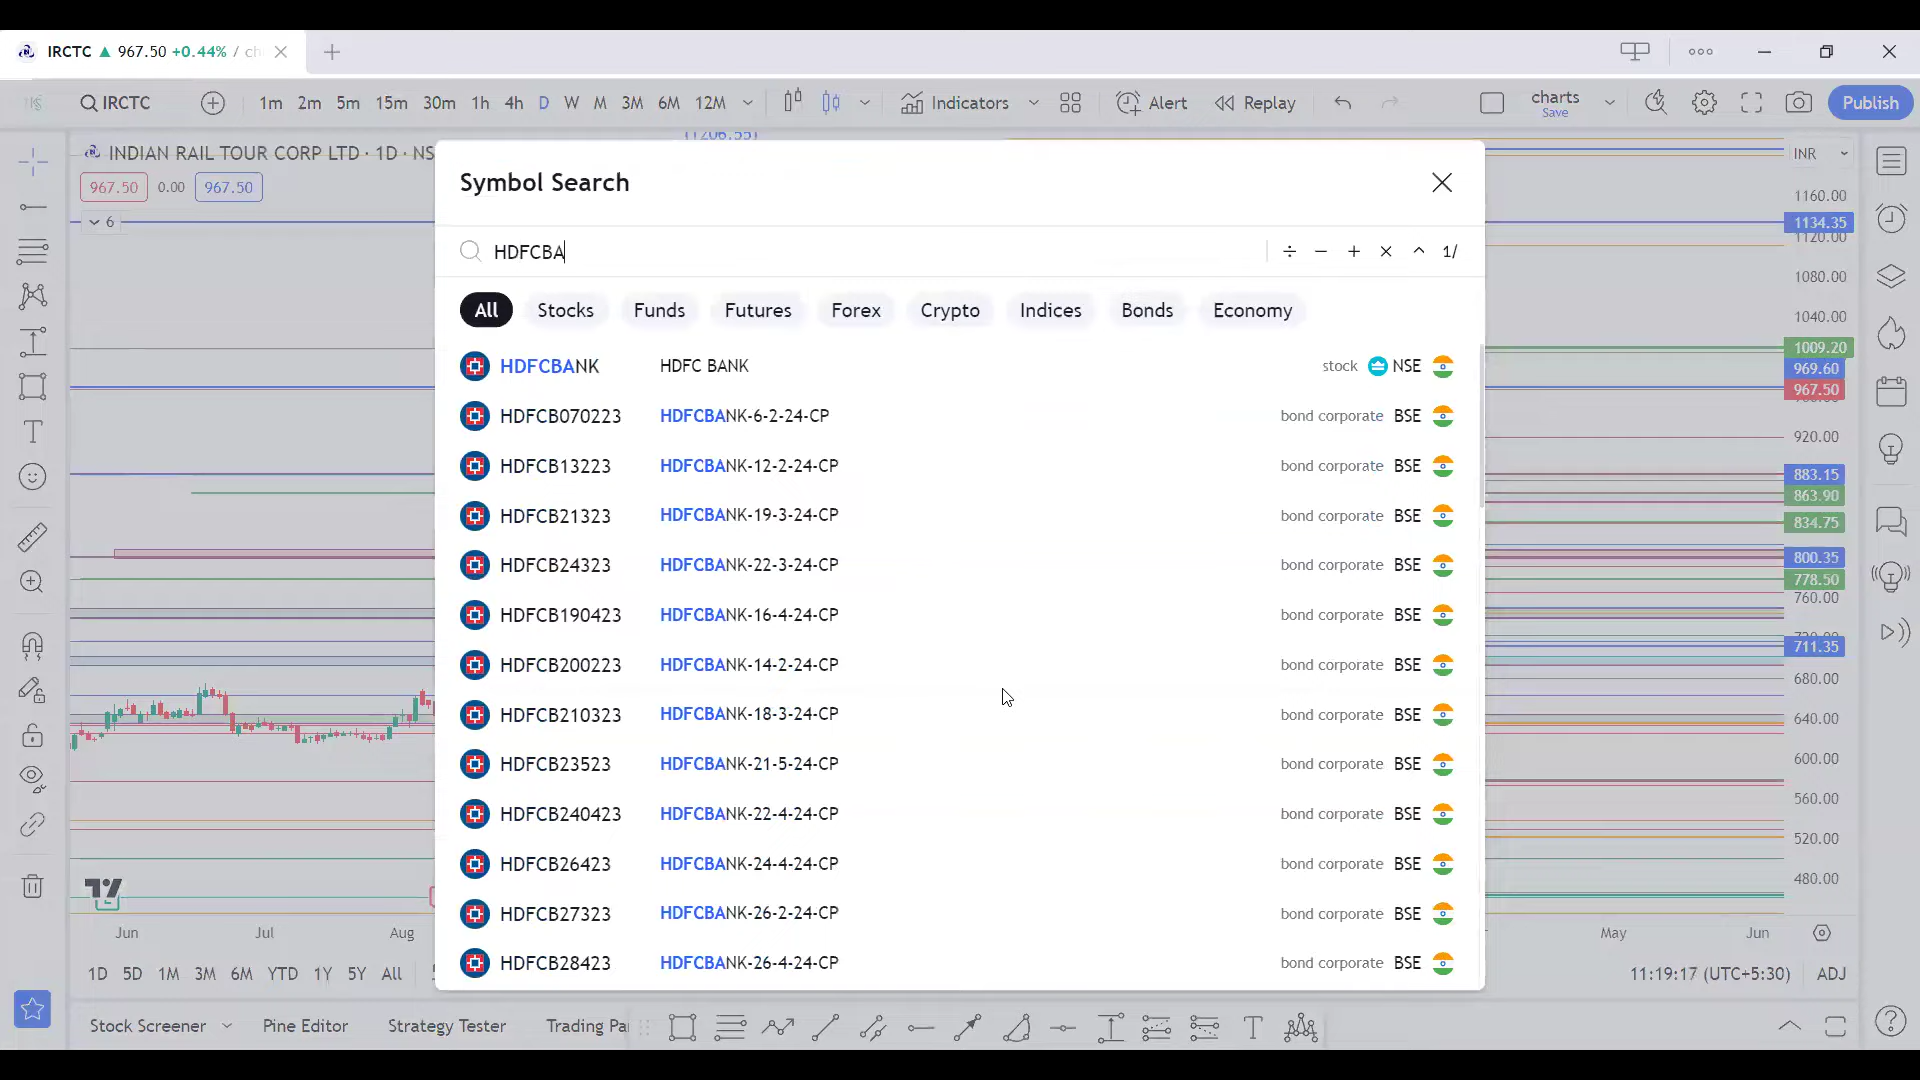 IRCTC ▲ 967.50 +0.44% / ch
IRCTC 1m 2m 5m 15m 30m 1h 4h D W M 3M 6M 12M Indicators Alert Replay charts Save Publish
INDIAN RAIL TOUR CORP LTD · 1D · NS
967.50 0.00 967.50
6
Symbol Search
HDFCBA ÷ − + × ^ 1/
All Stocks Funds Futures Forex Crypto Indices Bonds Economy
HDFCBANK HDFC BANK stock NSE
HDFCB070223 HDFCBANK-6-2-24-CP bond corporate BSE
HDFCB13223 HDFCBANK-12-2-24-CP bond corporate BSE
HDFCB21323 HDFCBANK-19-3-24-CP bond corporate BSE
HDFCB24323 HDFCBANK-22-3-24-CP bond corporate BSE
HDFCB190423 HDFCBANK-16-4-24-CP bond corporate BSE
HDFCB200223 HDFCBANK-14-2-24-CP bond corporate BSE
HDFCB210323 HDFCBANK-18-3-24-CP bond corporate BSE
HDFCB23523 HDFCBANK-21-5-24-CP bond corporate BSE
HDFCB240423 HDFCBANK-22-4-24-CP bond corporate BSE
HDFCB26423 HDFCBANK-24-4-24-CP bond corporate BSE
HDFCB27323 HDFCBANK-26-2-24-CP bond corporate BSE
HDFCB28423 HDFCBANK-26-4-24-CP bond corporate BSE
INR
1160.00
1134.35
1120.00
1080.00
1040.00
1009.20
969.60
967.50
920.00
883.15
863.90
834.75
800.35
778.50
760.00
711.35
680.00
640.00
600.00
560.00
520.00
480.00
Jun Jul Aug May Jun
1D 5D 1M 3M 6M YTD 1Y 5Y All 11:19:17 (UTC+5:30) ADJ
Stock Screener Pine Editor Strategy Tester Trading Pa